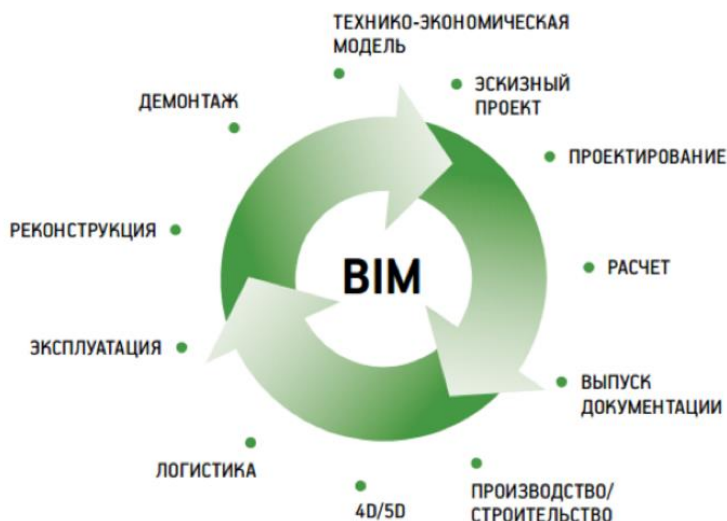 ТЕХНИКО-ЭКОНОМИЧЕСКАЯ
МОДЕЛЬ
ЭСКИЗНЫЙ
ПРОЕКТ
ПРОЕКТИРОВАНИЕ
РАСЧЕТ
ВЫПУСК
ДОКУМЕНТАЦИИ
ПРОИЗВОДСТВО/
СТРОИТЕЛЬСТВО
4D/5D
ЛОГИСТИКА
ЭКСПЛУАТАЦИЯ
РЕКОНСТРУКЦИЯ
ДЕМОНТАЖ
BIM